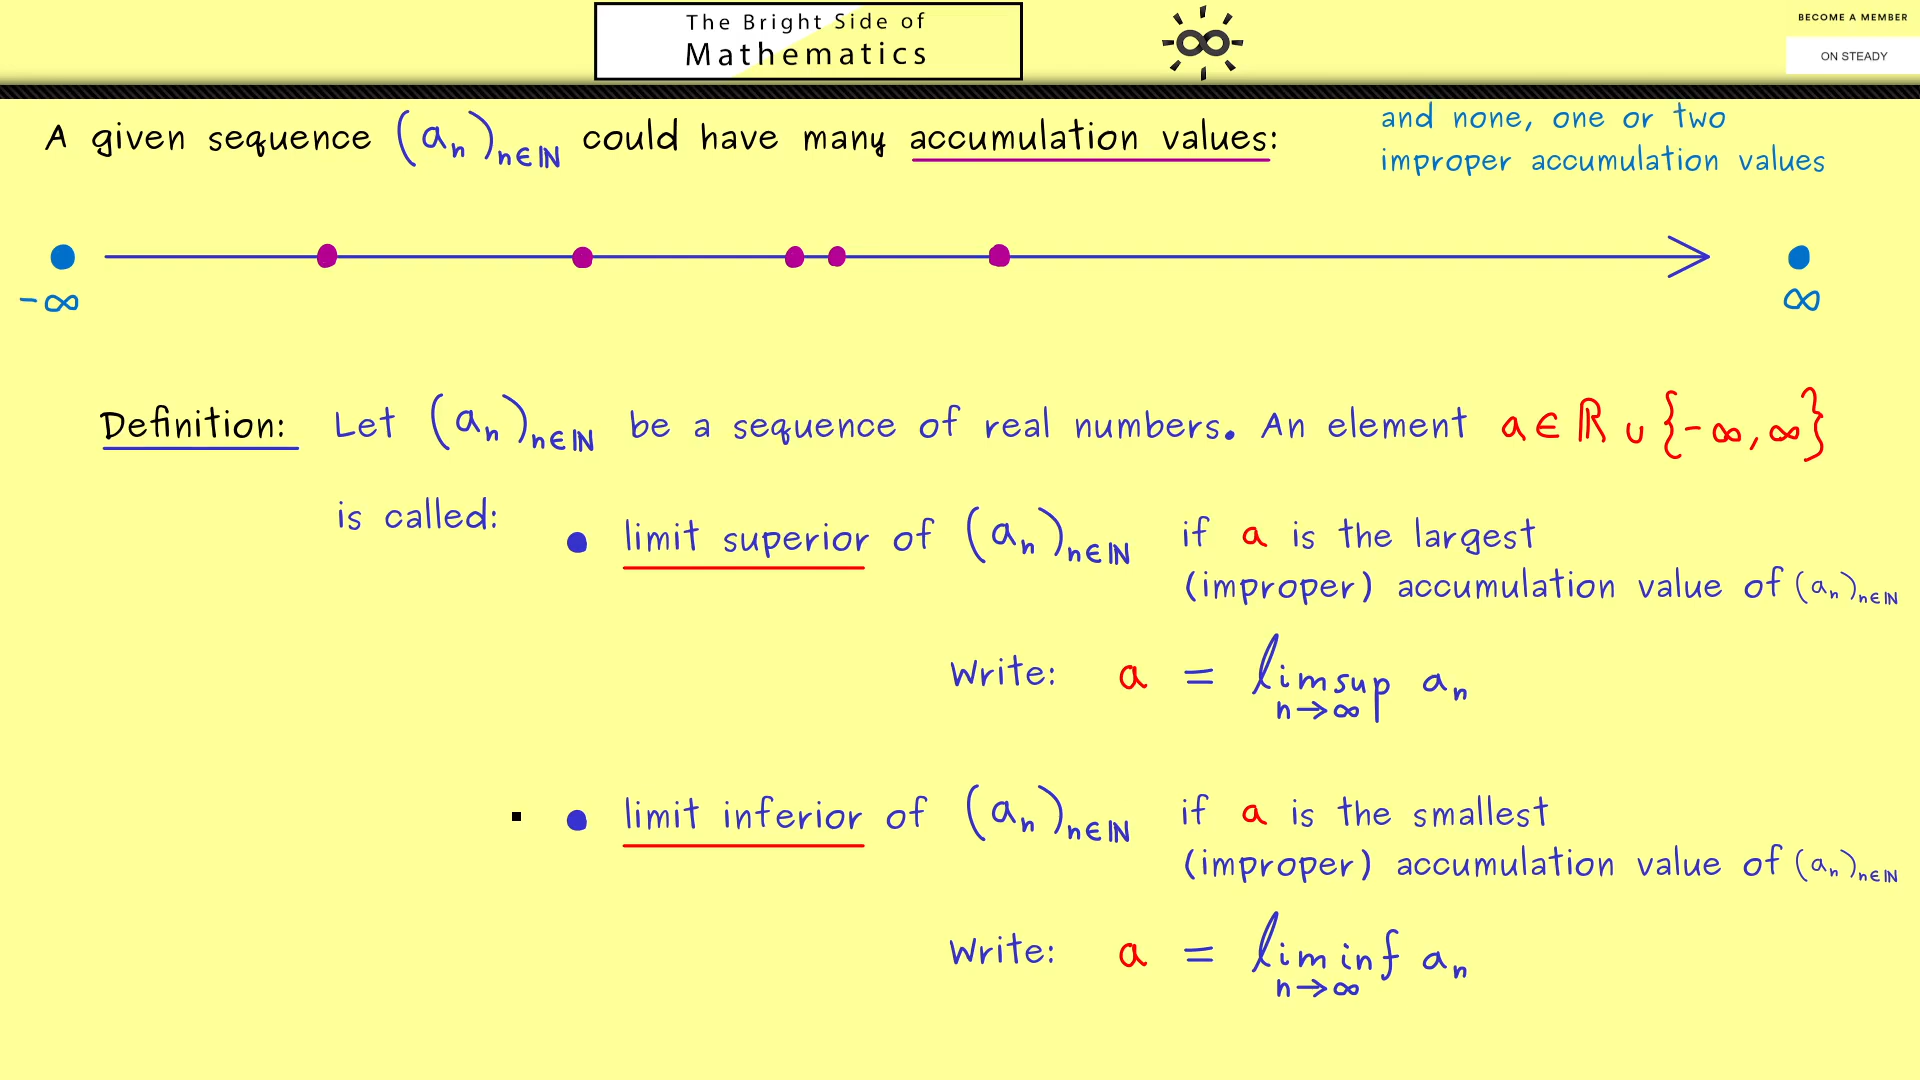 The Bright Side of
Mathematics
BECOME A MEMBER
ON STEADY
A given sequence (aₙ)ₙ∈ℕ could have many accumulation values:
and none, one or two
improper accumulation values
-∞
∞
Definition: Let (aₙ)ₙ∈ℕ be a sequence of real numbers. An element a ∈ ℝ ∪ {-∞, ∞}
is called:
• limit superior of (aₙ)ₙ∈ℕ if a is the largest
(improper) accumulation value of (aₙ)ₙ∈ℕ
Write: a = limsup aₙ
n→∞
• limit inferior of (aₙ)ₙ∈ℕ if a is the smallest
(improper) accumulation value of (aₙ)ₙ∈ℕ
Write: a = lim inf aₙ
n→∞